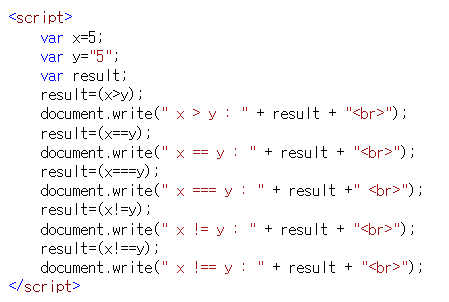 <script>
var x=5;
var y="5";
var result;
result=(x>y);
document.write(" x > y : " + result + "<br>");
result=(x==y);
document.write(" x == y : " + result + "<br>");
result=(x===y);
document.write(" x === y : " + result +" <br>");
result=(x!=y);
document.write(" x != y : " + result + "<br>");
result=(x!==y);
document.write(" x !== y : " + result + "<br>");
</script>